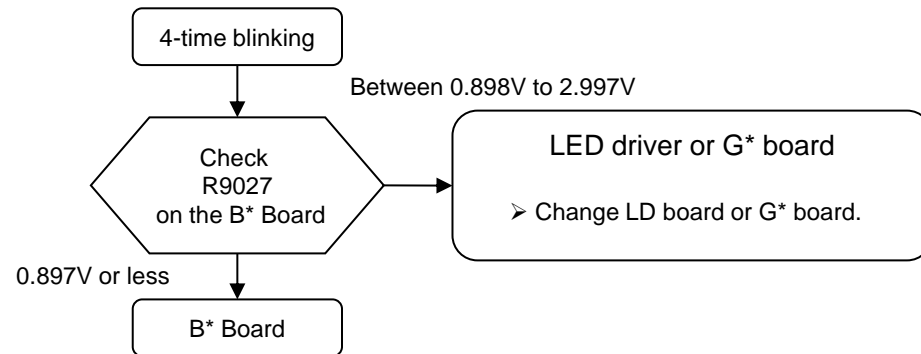 4-time blinking
Between 0.898V to 2.997V
Check
R9027
on the B* Board
LED driver or G* board
➢ Change LD board or G* board.
0.897V or less
B* Board